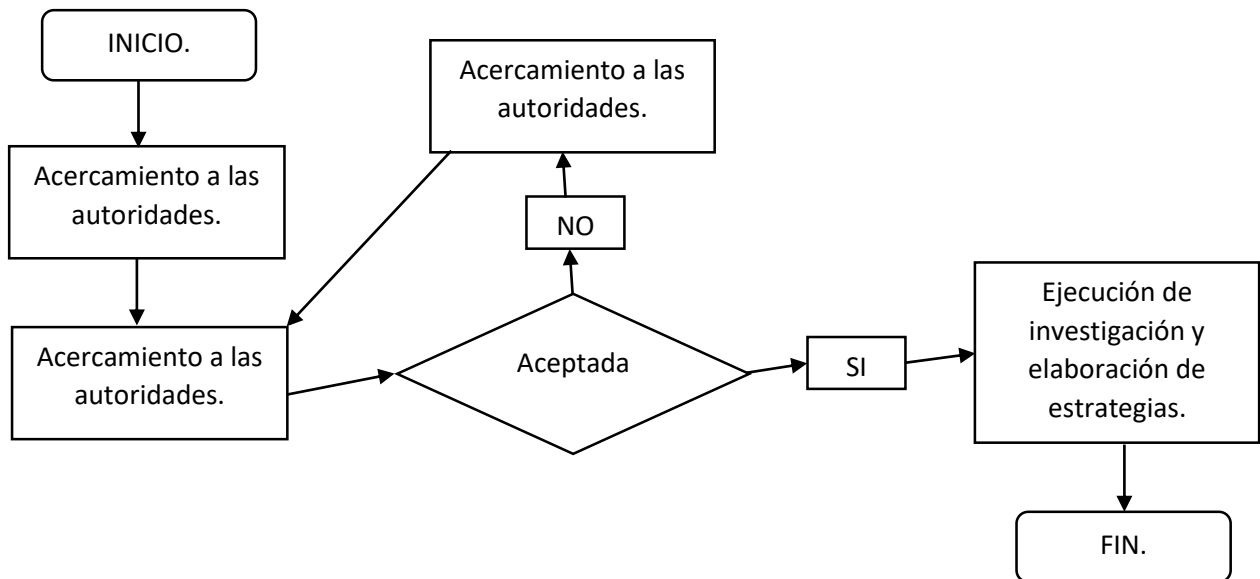 INICIO.
Acercamiento a las
autoridades.
Acercamiento a las
autoridades.
Acercamiento a las
autoridades.
NO
Aceptada
SI
Ejecución de
investigación y
elaboración de
estrategias.
FIN.